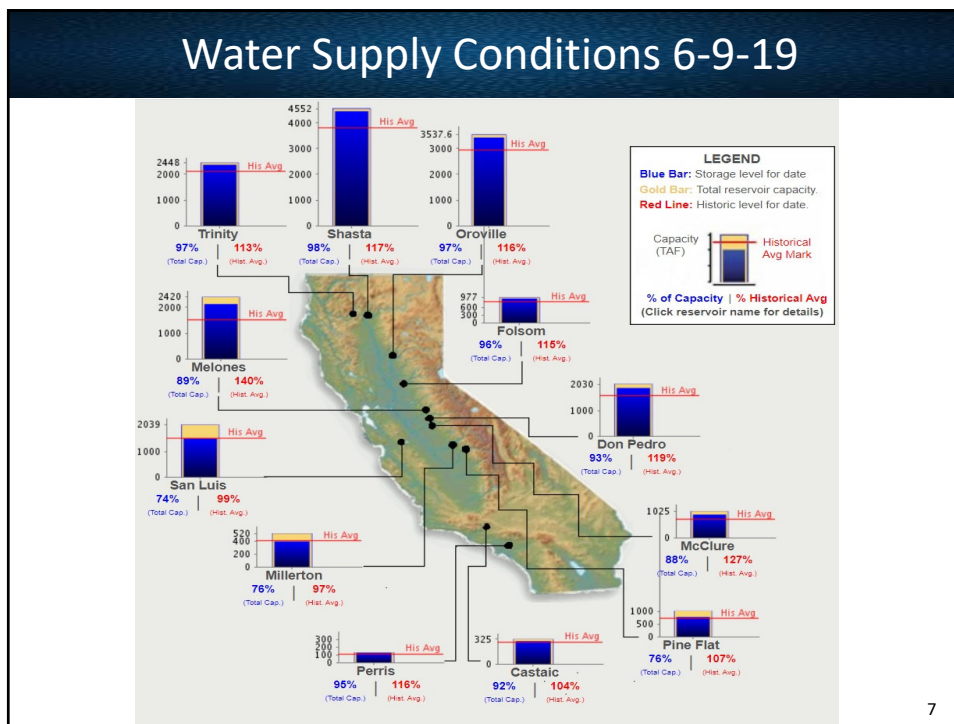 Water Supply Conditions 6-9-19
4552
4000
3000
2000
1000
0
His Avg
Shasta
98% | 117%
(Total Cap.) (Hist. Avg.)
2448
2000
1000
0
His Avg
Trinity
97% | 113%
(Total Cap.) (Hist. Avg.)
3537.6
3000
2000
1000
0
His Avg
Oroville
97% | 116%
(Total Cap.) (Hist. Avg.)
LEGEND
Blue Bar: Storage level for date
Gold Bar: Total reservoir capacity.
Red Line: Historic level for date.
Capacity
(TAF)
Historical
Avg Mark
% of Capacity | % Historical Avg
(Click reservoir name for details)
2420
2000
1000
0
His Avg
Melones
89% | 140%
(Total Cap.) (Hist. Avg.)
977
600
300
0
His Avg
Folsom
96% | 115%
(Total Cap.) (Hist. Avg.)
2030
1000
0
His Avg
Don Pedro
93% | 119%
(Total Cap.) (Hist. Avg.)
2039
1000
0
His Avg
San Luis
74% | 99%
(Total Cap.) (Hist. Avg.)
1025
0
His Avg
McClure
88% | 127%
(Total Cap.) (Hist. Avg.)
520
400
200
0
His Avg
Millerton
76% | 97%
(Total Cap.) (Hist. Avg.)
1000
500
0
His Avg
Pine Flat
76% | 107%
(Total Cap.) (Hist. Avg.)
300
200
100
0
His Avg
Perris
95% | 116%
(Total Cap.) (Hist. Avg.)
325
0
His Avg
Castaic
92% | 104%
(Total Cap.) (Hist. Avg.)
7